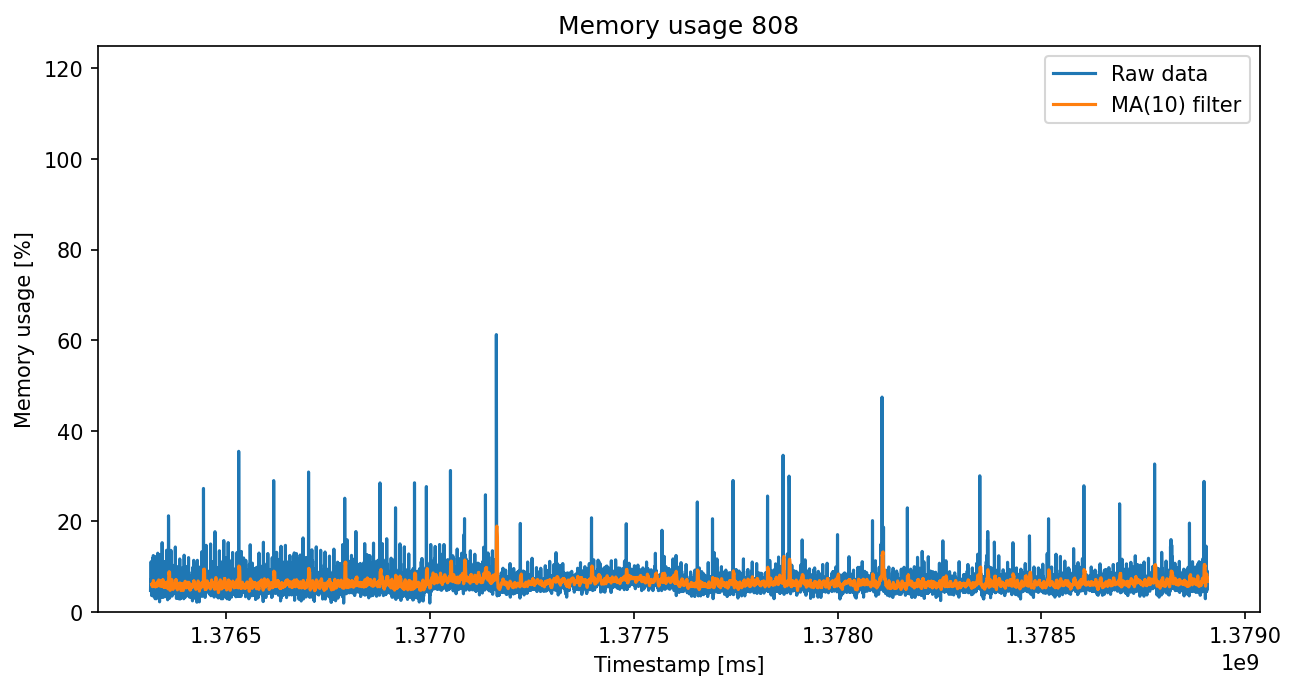 Memory usage 808
Raw data
MA(10) filter
Memory usage [%]
120
100
80
60
40
20
0
1.3765 1.3770 1.3775 1.3780 1.3785 1.3790
1e9
Timestamp [ms]